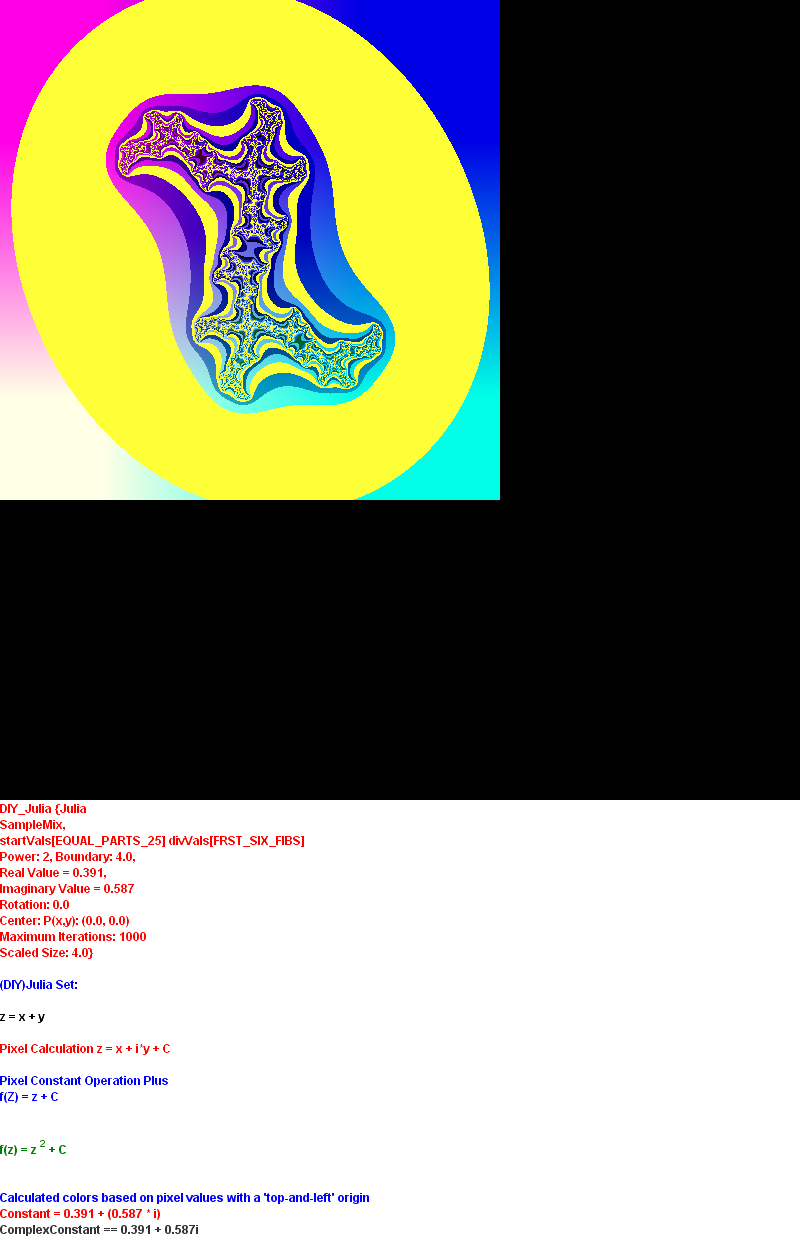 DIY_Julia {Julia
SampleMix,
startVals[EQUAL_PARTS_25] divVals[FRST_SIX_FIBS]
Power: 2, Boundary: 4.0,
Real Value = 0.391,
Imaginary Value = 0.587
Rotation: 0.0
Center: P(x,y): (0.0, 0.0)
Maximum Iterations: 1000
Scaled Size: 4.0}
(DIY)Julia Set:
z = x + y
Pixel Calculation z = x + i*y + C
Pixel Constant Operation Plus
f(Z) = z + C
f(z) = z ² + C
Calculated colors based on pixel values with a 'top-and-left' origin
Constant = 0.391 + (0.587 * i)
ComplexConstant == 0.391 + 0.587i